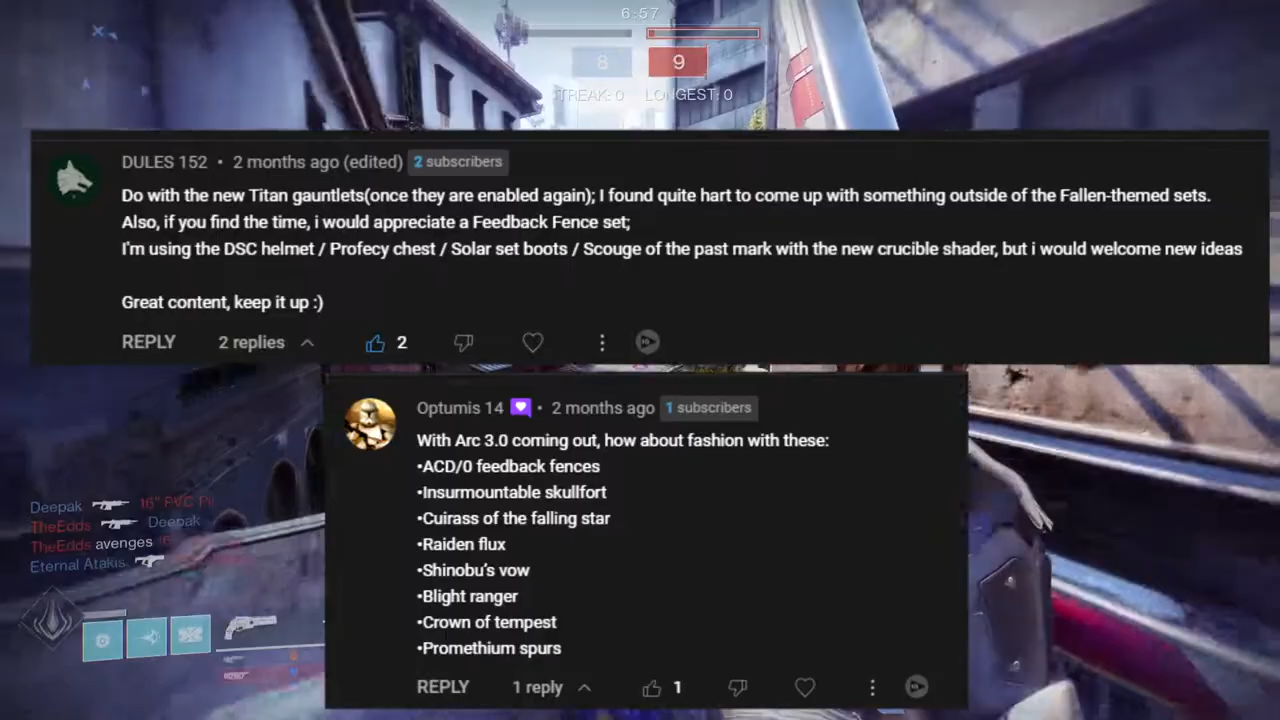 6:57
8
9
STREAK: 0 LONGEST: 0
A
DULES 152 • 2 months ago (edited) 2 subscribers
Do with the new Titan gauntlets(once they are enabled again); I found quite hart to come up with something outside of the Fallen-themed sets.
Also, if you find the time, i would appreciate a Feedback Fence set;
I'm using the DSC helmet / Profecy chest / Solar set boots / Scouge of the past mark with the new crucible shader, but i would welcome new ideas
Great content, keep it up :)
REPLY 2 replies 2
Optumis 14 • 2 months ago 1 subscribers
With Arc 3.0 coming out, how about fashion with these:
•ACD/0 feedback fences
•Insurmountable skullfort
•Cuirass of the falling star
•Raiden flux
•Shinobu's vow
•Blight ranger
•Crown of tempest
•Promethium spurs
REPLY 1 reply 1
Deepak 16" PVC Pi
TheEdds Deepak
TheEdds avenges 16
Eternal Atakis